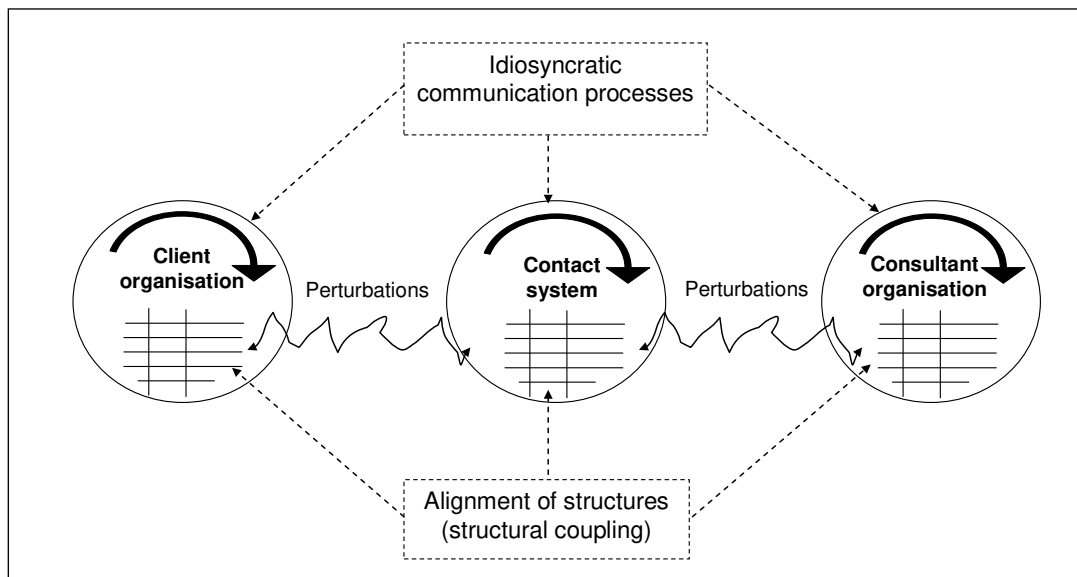 Idiosyncratic
communication processes
Client
organisation
Perturbations
Contact
system
Perturbations
Consultant
organisation
Alignment of structures
(structural coupling)